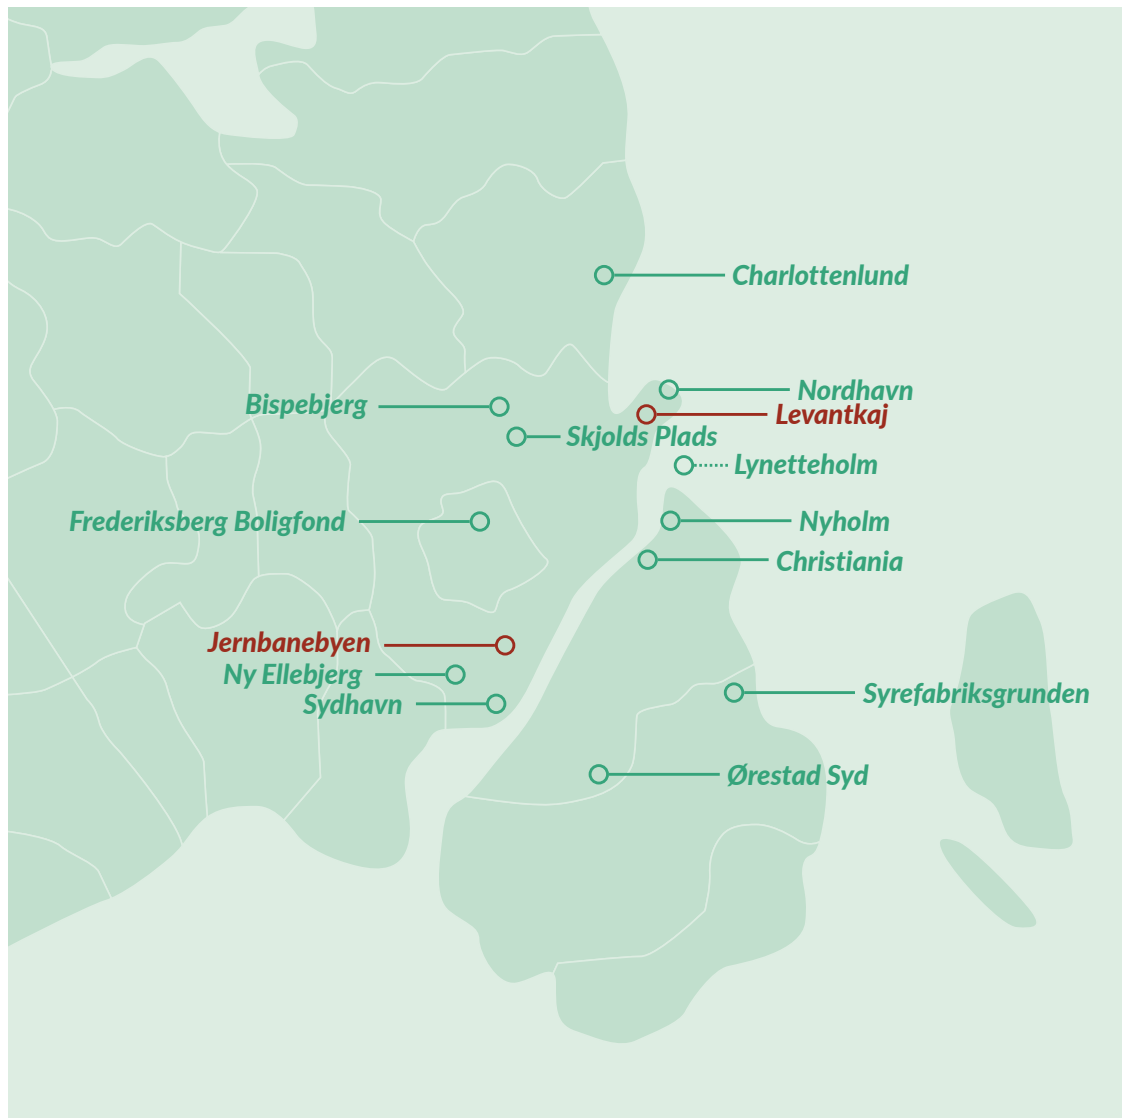 Charlottenlund
Nordhavn
Bispebjerg
Levantkaj
Skjolds Plads
Lynetteholm
Frederiksberg Boligfond
Nyholm
Christiania
Jernbanebyen
Ny Ellebjerg
Syrefabriksgrunden
Sydhavn
Ørestad Syd